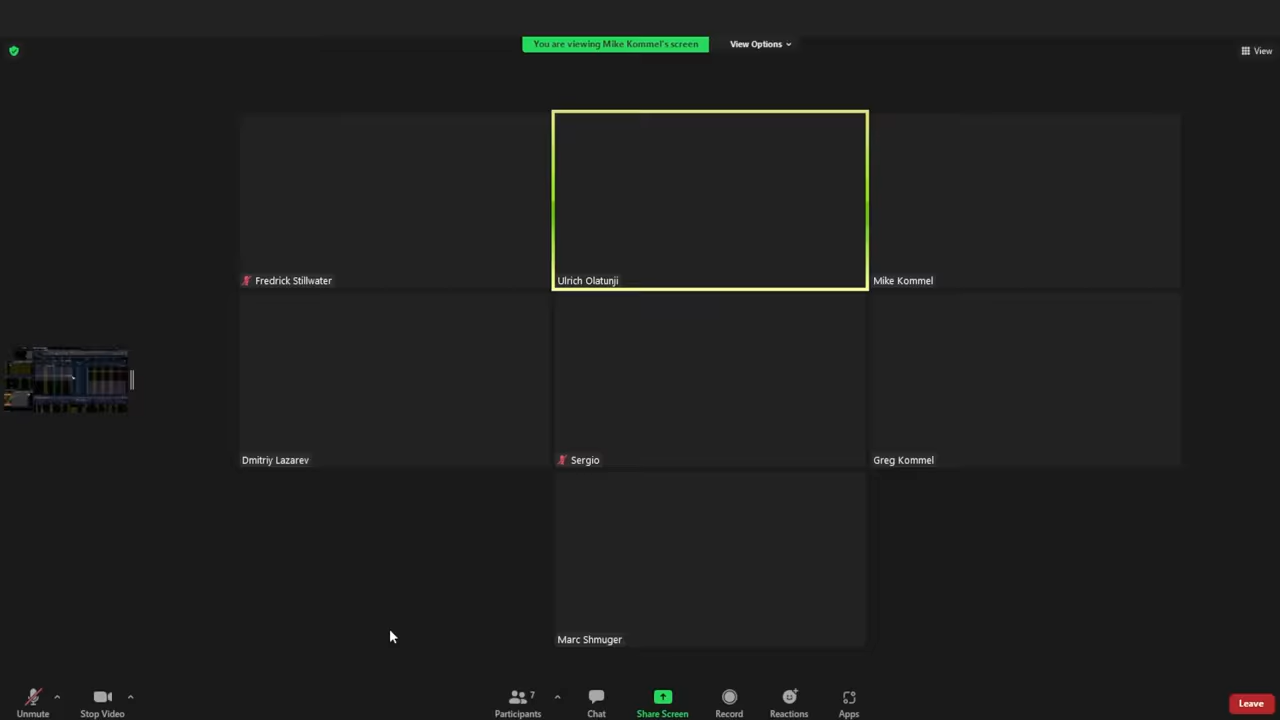 You are viewing Mike Kommel's screen
View Options
View
Fredrick Stillwater
Ulrich Olatunji
Mike Kommel
Dmitriy Lazarev
Sergio
Greg Kommel
Marc Shmuger
7
Unmute
Stop Video
Participants
Chat
Share Screen
Record
Reactions
Apps
Leave